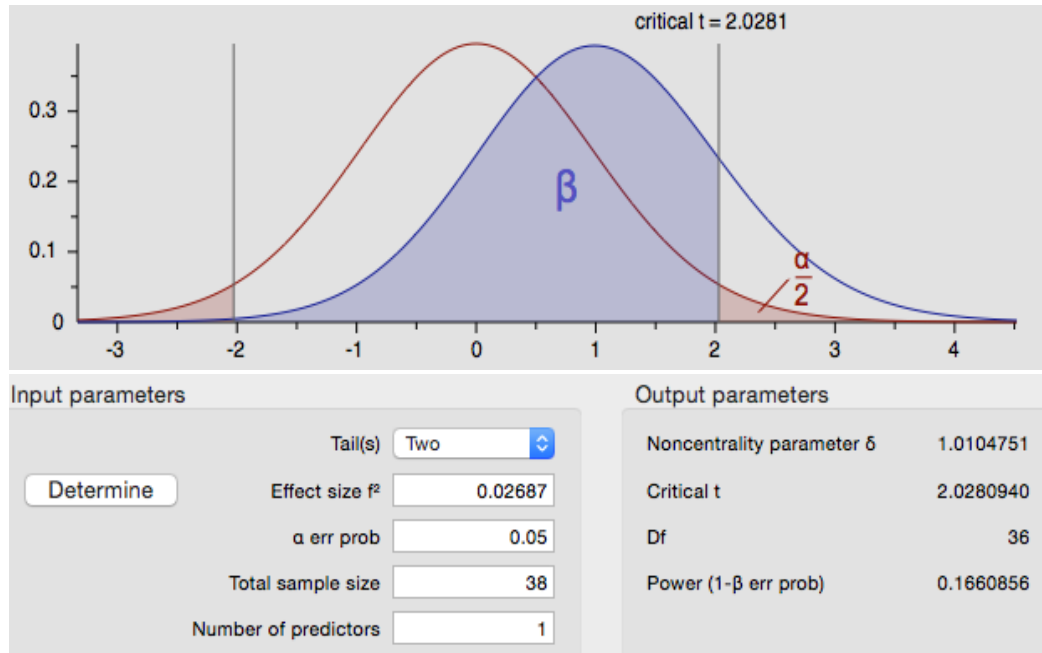 critical t = 2.0281
0.3
0.2
0.1
0
β
α
2
-3 -2 -1 0 1 2 3 4
Input parameters Output parameters
Tail(s) Two Noncentrality parameter δ 1.0104751
Determine Effect size f² 0.02687 Critical t 2.0280940
α err prob 0.05 Df 36
Total sample size 38 Power (1-β err prob) 0.1660856
Number of predictors 1